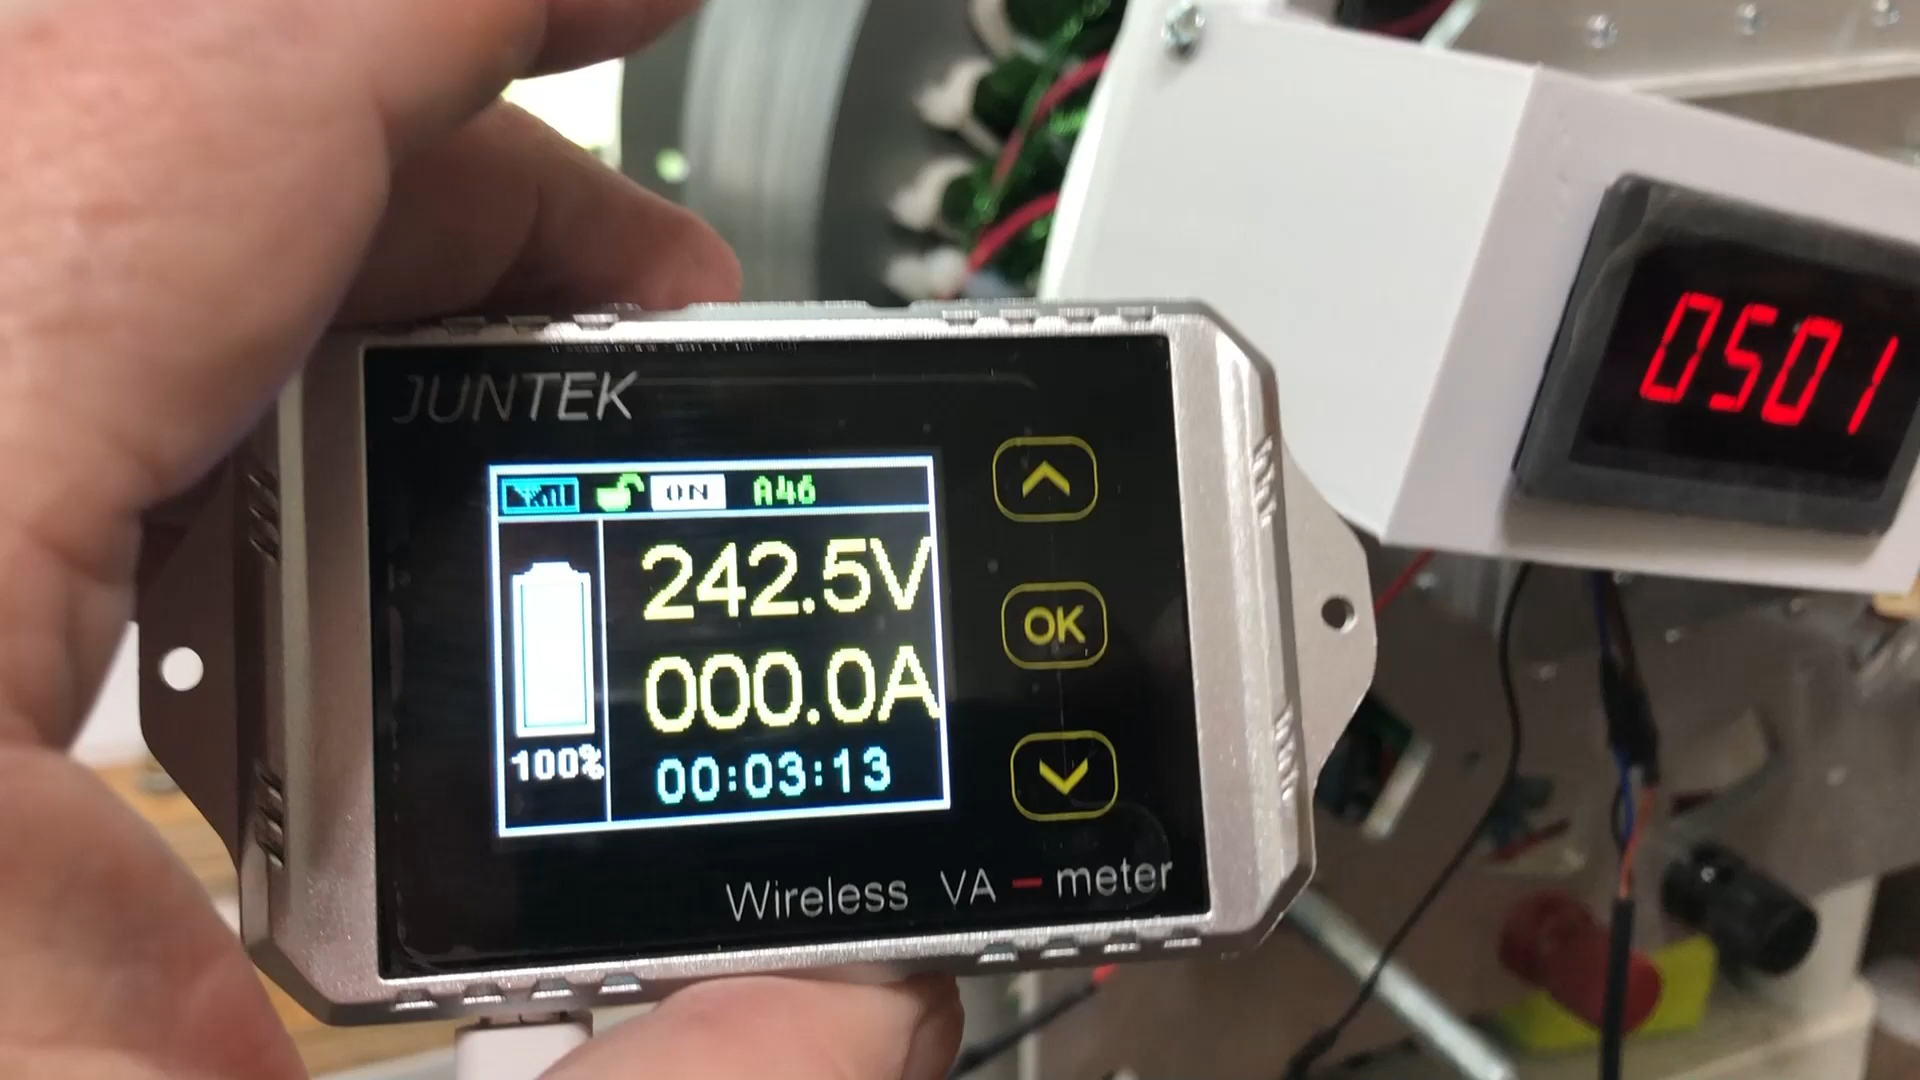 JUNTEK
ON A46
242.5V
000.0A
100%
00:03:13
OK
Wireless VA-meter
0501